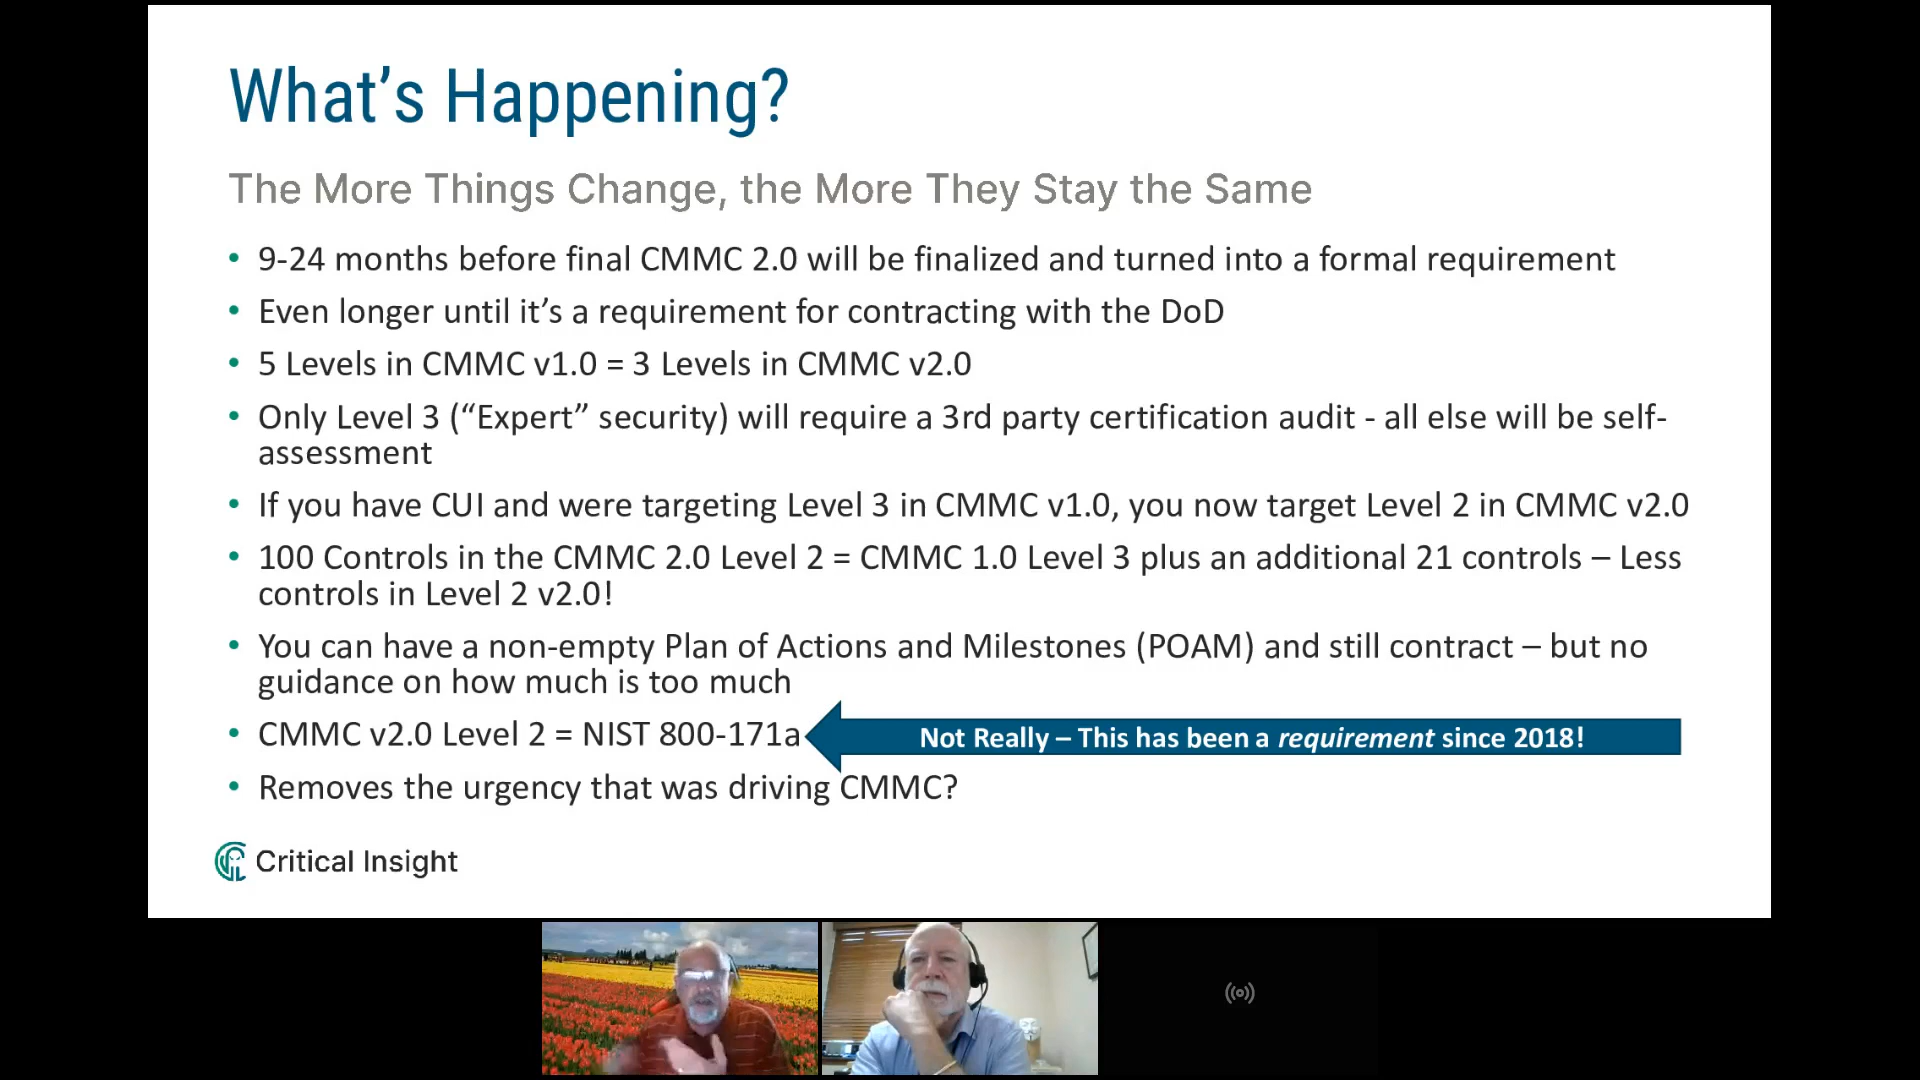 What’s Happening?
The More Things Change, the More They Stay the Same
• 9-24 months before final CMMC 2.0 will be finalized and turned into a formal requirement
• Even longer until it’s a requirement for contracting with the DoD
• 5 Levels in CMMC v1.0 = 3 Levels in CMMC v2.0
• Only Level 3 (“Expert” security) will require a 3rd party certification audit - all else will be self-
assessment
• If you have CUI and were targeting Level 3 in CMMC v1.0, you now target Level 2 in CMMC v2.0
• 100 Controls in the CMMC 2.0 Level 2 = CMMC 1.0 Level 3 plus an additional 21 controls – Less
controls in Level 2 v2.0!
• You can have a non-empty Plan of Actions and Milestones (POAM) and still contract – but no
guidance on how much is too much
• CMMC v2.0 Level 2 = NIST 800-171a
Not Really – This has been a requirement since 2018!
• Removes the urgency that was driving CMMC?
Critical Insight